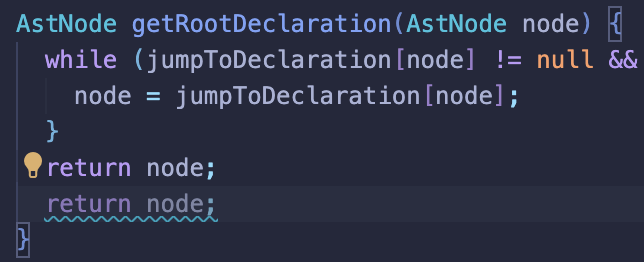 AstNode getRootDeclaration(AstNode node) {
while (jumpToDeclaration[node] != null &&
node = jumpToDeclaration[node];
}
return node;
return node;
}